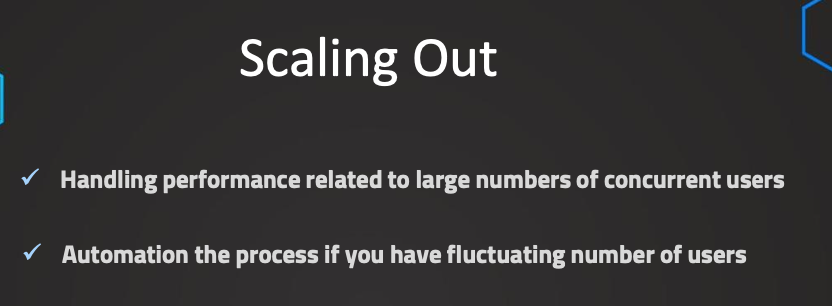 Scaling Out
✓ Handling performance related to large numbers of concurrent users
✓ Automation the process if you have fluctuating number of users